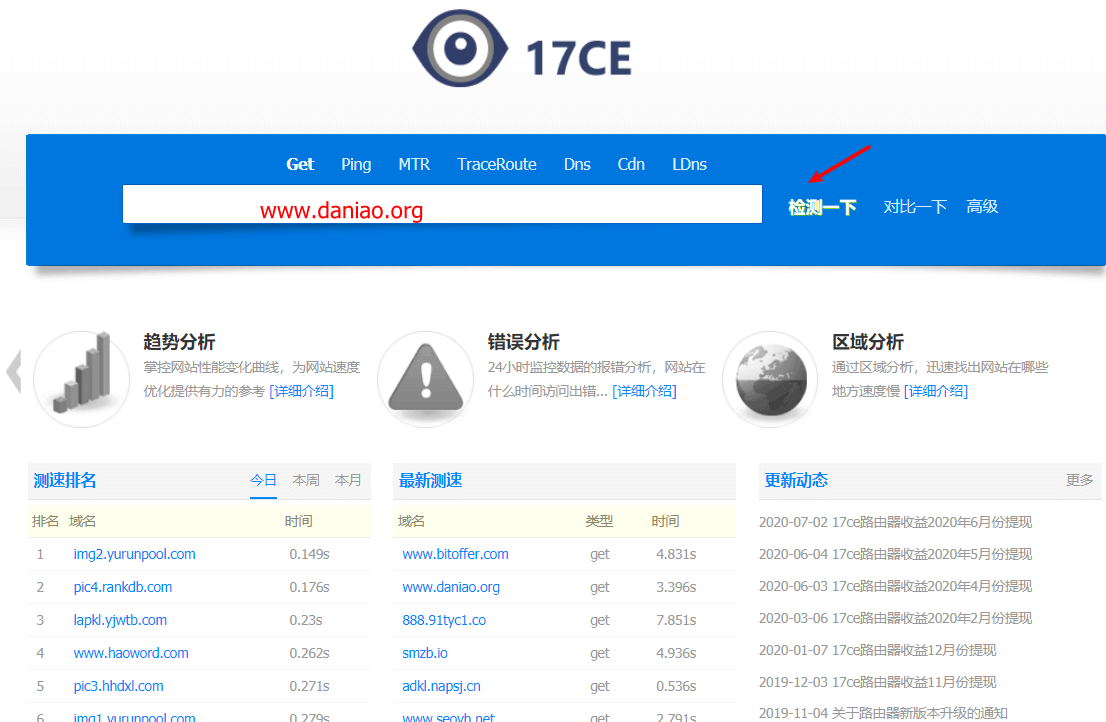 17CE
Get Ping MTR TraceRoute Dns Cdn LDns
www.daniao.org 检测一下 对比一下 高级
趋势分析
掌控网站性能变化曲线，为网站速度
优化提供有力的参考 [详细介绍]
错误分析
24小时监控数据的报错分析，网站在
什么时间访问出错... [详细介绍]
区域分析
通过区域分析，迅速找出网站在哪些
地方速度慢 [详细介绍]
测速排名 今日 本周 本月
排名 域名 时间
1 img2.yurunpool.com 0.149s
2 pic4.rankdb.com 0.176s
3 lapkl.yjwtb.com 0.23s
4 www.haoword.com 0.262s
5 pic3.hhdxl.com 0.271s
6 img1.yurunpool.com 0.279s
最新测速
域名 类型 时间
www.bitoffer.com get 4.831s
www.daniao.org get 3.396s
888.91tyc1.co get 7.851s
smzb.io get 4.936s
adkl.napsj.cn get 0.536s
www.seoyh.net get 2.791s
更新动态 更多
2020-07-02 17ce路由器收益2020年6月份提现
2020-06-04 17ce路由器收益2020年5月份提现
2020-06-03 17ce路由器收益2020年4月份提现
2020-03-06 17ce路由器收益2020年2月份提现
2020-01-07 17ce路由器收益12月份提现
2019-12-03 17ce路由器收益11月份提现
2019-11-04 关于路由器新版本升级的通知